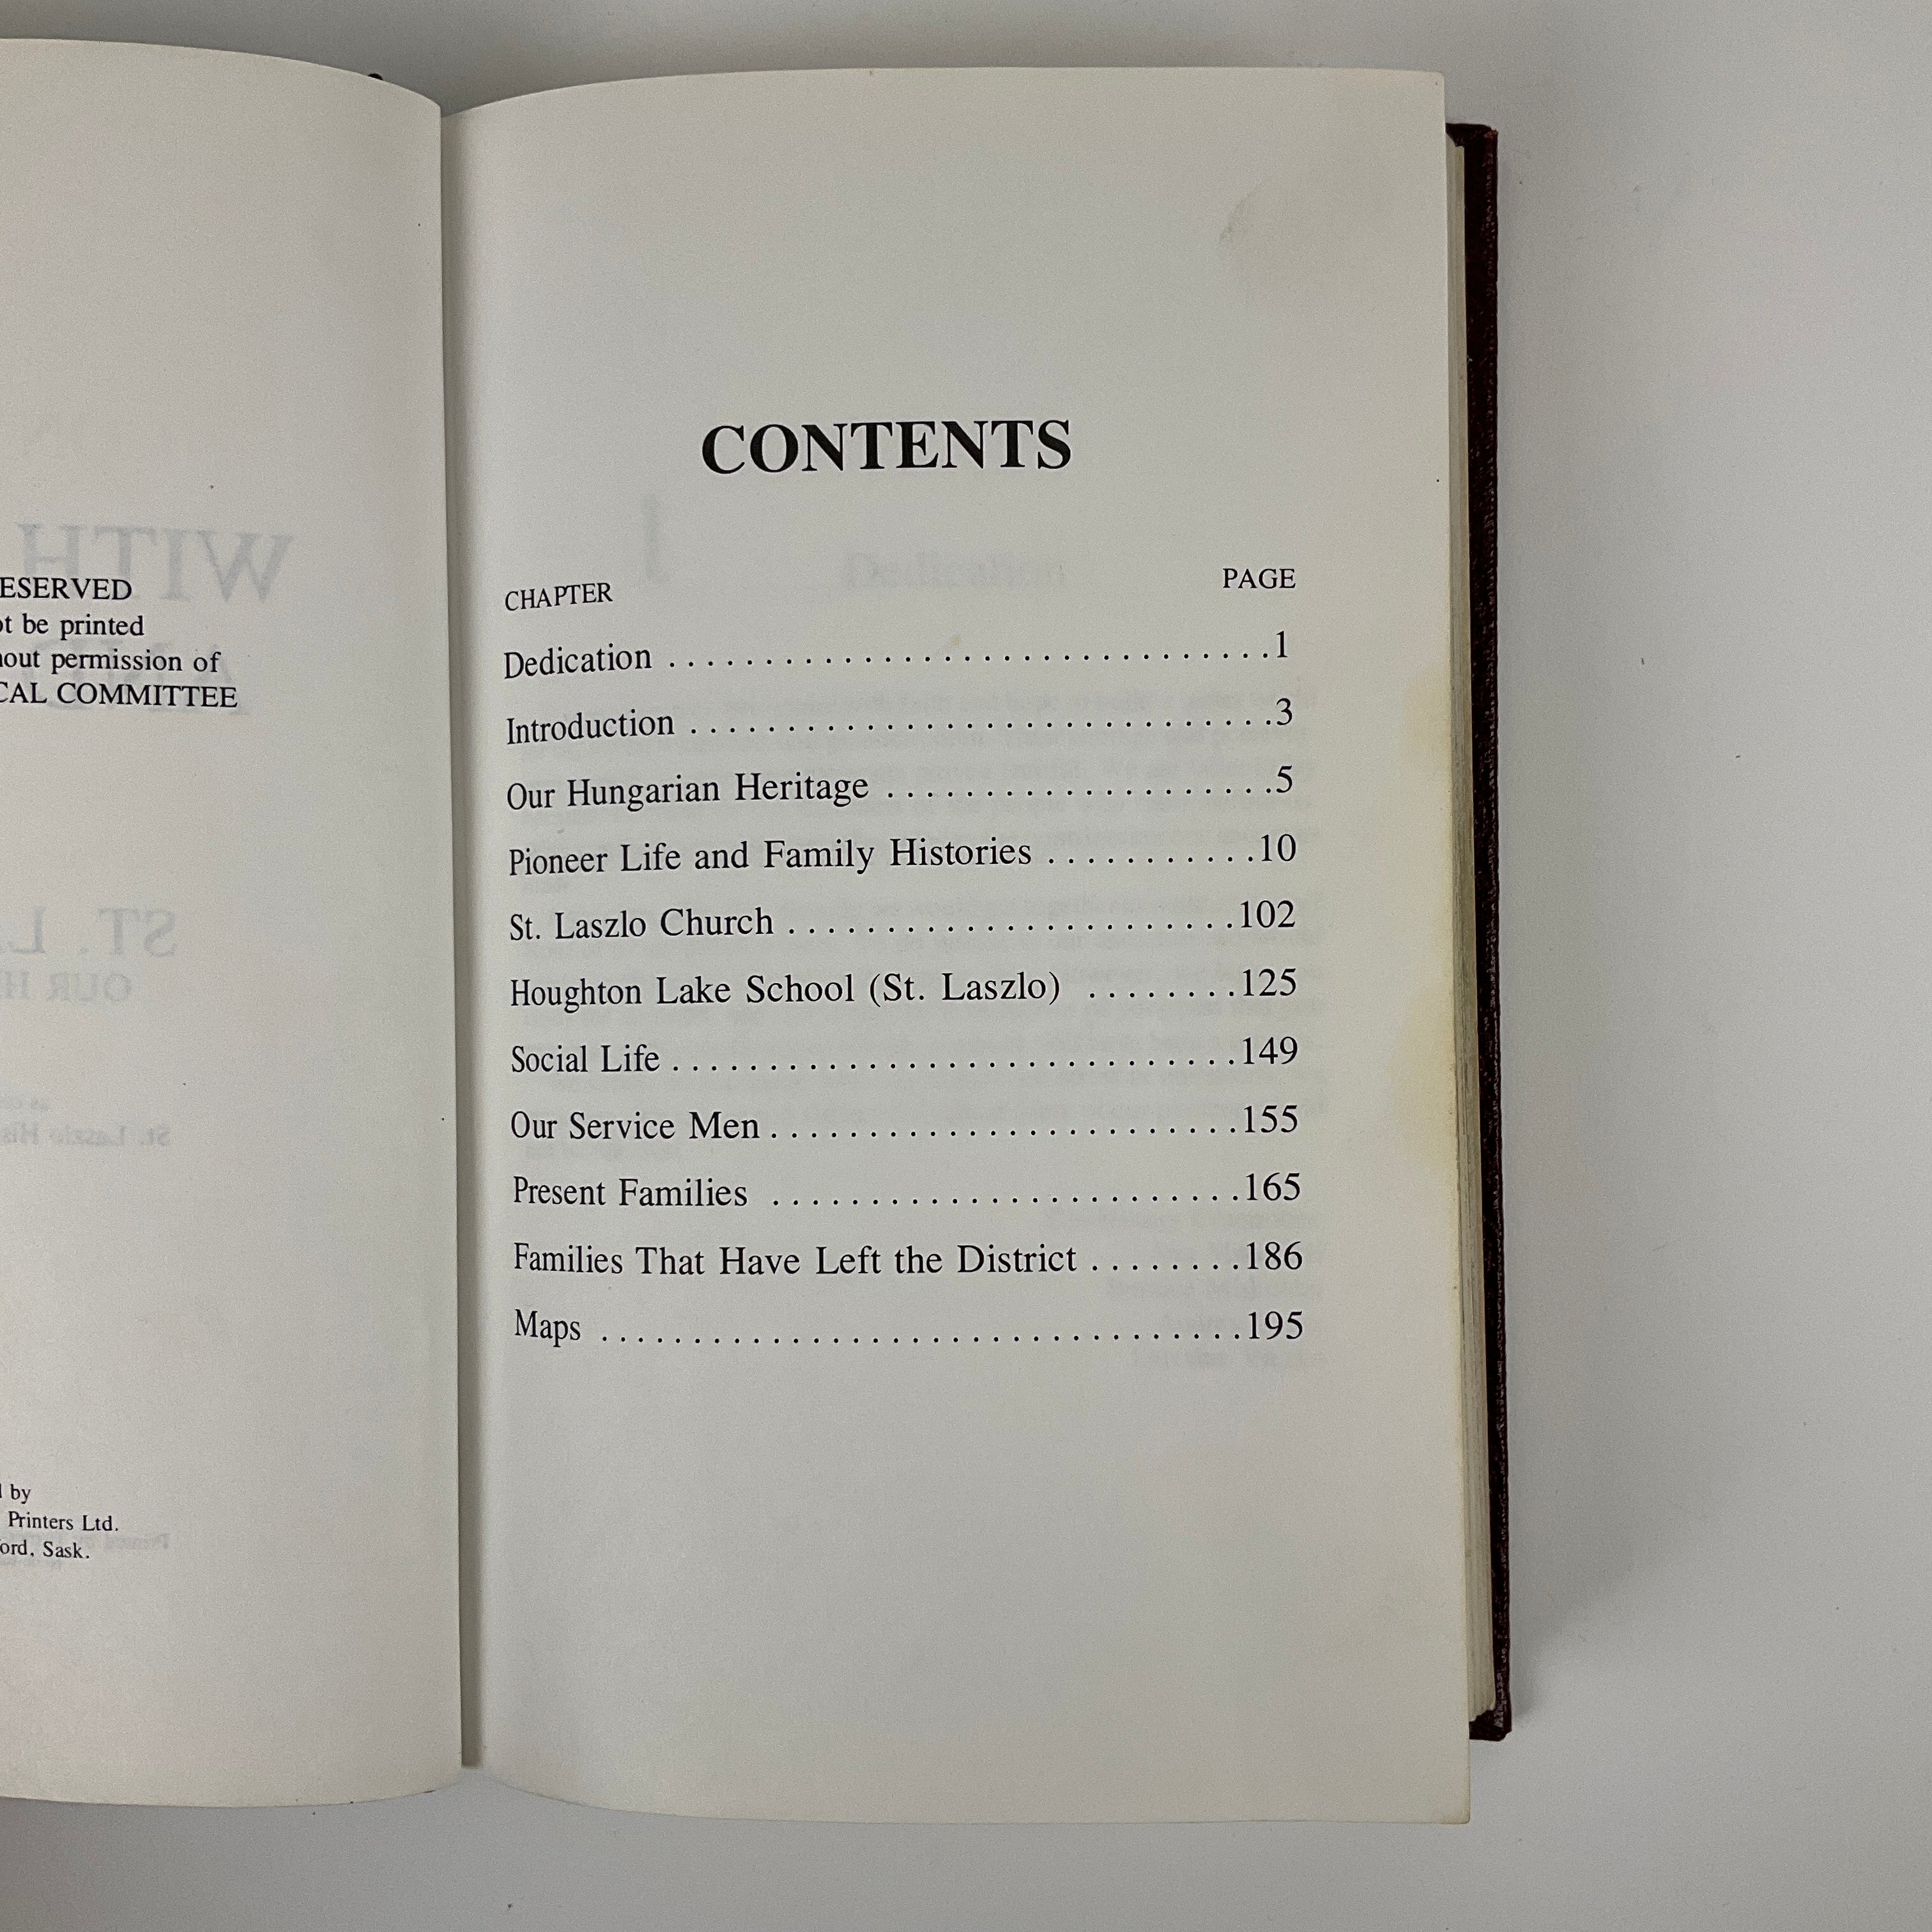 ESERVED
ot be printed
out permission of
CAL COMMITTEE
by
Printers Ltd.
ord, Sask.
CONTENTS
CHAPTER PAGE
Dedication ...............................1
Introduction ..............................3
Our Hungarian Heritage ....................5
Pioneer Life and Family Histories ...........10
St. Laszlo Church .......................102
Houghton Lake School (St. Laszlo) ........125
Social Life .............................149
Our Service Men ........................155
Present Families ........................165
Families That Have Left the District ........186
Maps .................................195